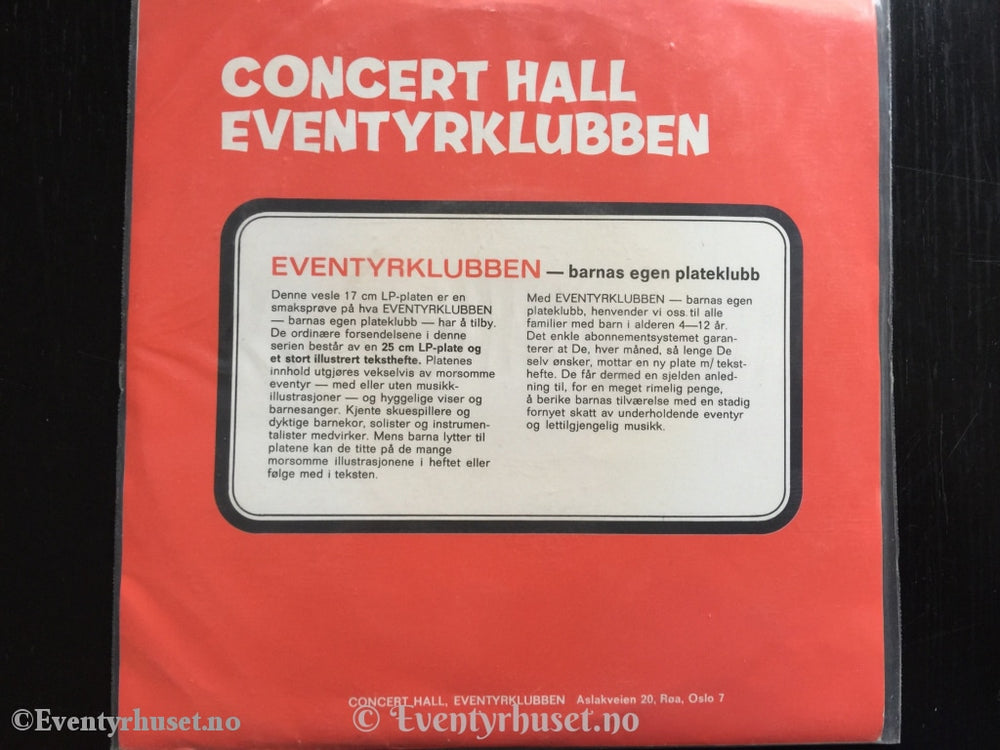 CONCERT HALL
EVENTYRKLUBBEN
EVENTYRKLUBBEN — barnas egen plateklubb
Denne vesle 17 cm LP-platen er en
smaksprøve på hva EVENTYRKLUBBEN
— barnas egen plateklubb — har å tilby.
De ordinære forsendelsene i denne
serien består av en 25 cm LP-plate og
et stort illustrert teksthefte. Platenes
innhold utgjøres vekselvis av morsomme
eventyr — med eller uten musikk-
illustrasjoner — og hyggelige viser og
barnesanger. Kjente skuespillere og
dyktige barnekor, solister og instrumen-
talister medvirker. Mens barna lytter til
platene kan de titte på de mange
morsomme illustrasjonene i heftet eller
følge med i teksten.
Med EVENTYRKLUBBEN — barnas egen
plateklubb, henvender vi oss til alle
familier med barn i alderen 4—12 år.
Det enkle abonnementsystemet garan-
terer at De, hver måned, så lenge De
selv ønsker, mottar en ny plate m/ tekst-
hefte. De får dermed en sjelden anled-
ning til, for en meget rimelig penge,
å berike barnas tilværelse med en stadig
fornyet skatt av underholdende eventyr
og lettilgjengelig musikk.
CONCERT HALL, EVENTYRKLUBBEN Aslakveien 20, Røa, Oslo 7
©Eventyrhuset.no
© Eventyrhuset.no